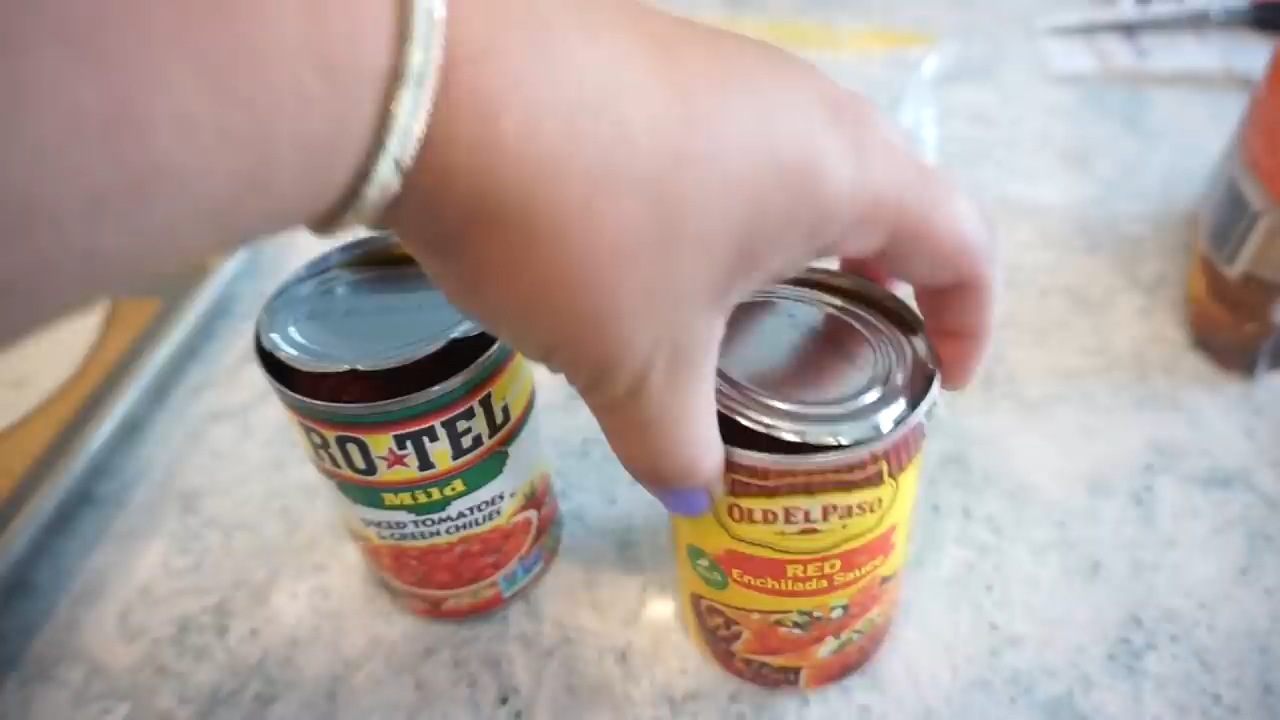 RO★TEL
Mild
DICED TOMATOES
& GREEN CHILIES
OLD EL PASO
RED
Enchilada Sauce